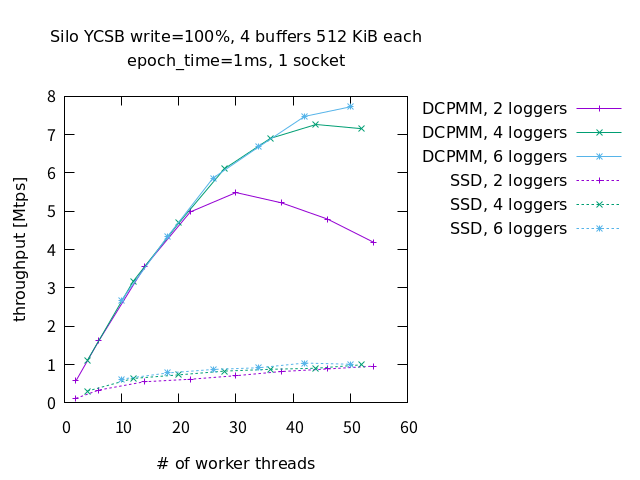 Silo YCSB write=100%, 4 buffers 512 KiB each
epoch_time=1ms, 1 socket
throughput [Mtps]
8
7
6
5
4
3
2
1
0
0 10 20 30 40 50 60
# of worker threads
DCPMM, 2 loggers
DCPMM, 4 loggers
DCPMM, 6 loggers
SSD, 2 loggers
SSD, 4 loggers
SSD, 6 loggers